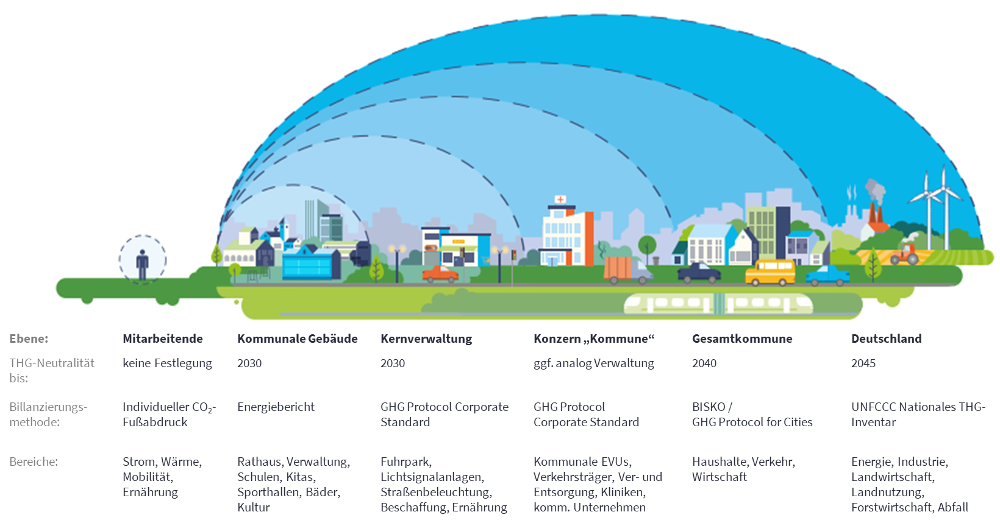 Ebene: Mitarbeitende Kommunale Gebäude Kernverwaltung Konzern „Kommune“ Gesamtkommune Deutschland
THG-Neutralität keine Festlegung 2030 2030 ggf. analog Verwaltung 2040 2045
bis:
Billanzierungs- Individueller CO₂- Energiebericht GHG Protocol Corporate GHG Protocol BISKO / UNFCCC Nationales THG-
methode: Fußabdruck Standard Corporate Standard GHG Protocol for Cities Inventar
Bereiche: Strom, Wärme, Rathaus, Verwaltung, Fuhrpark, Kommunale EVUs, Haushalte, Verkehr, Energie, Industrie,
Mobilität, Schulen, Kitas, Lichtsignalanlagen, Verkehrsträger, Ver- und Wirtschaft Landwirtschaft,
Ernährung Sporthallen, Bäder, Straßenbeleuchtung, Entsorgung, Kliniken, Landnutzung,
Kultur Beschaffung, Ernährung komm. Unternehmen Forstwirtschaft, Abfall